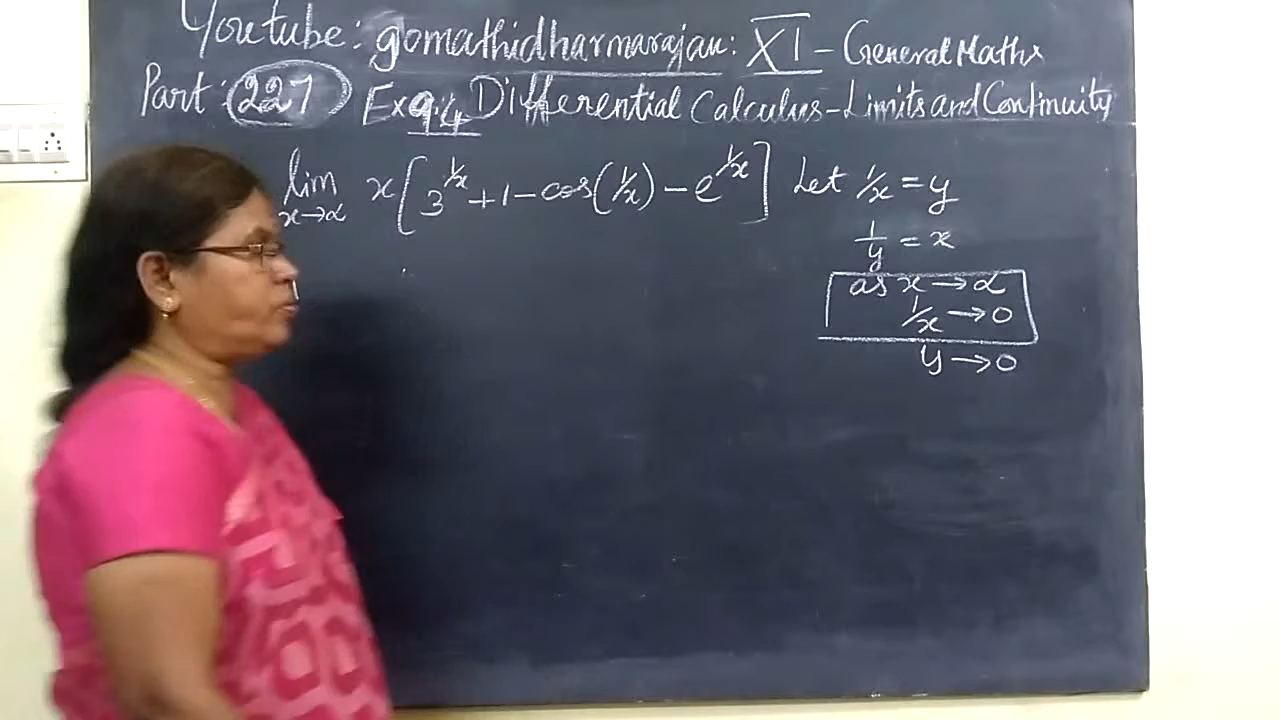 Youtube: gomathidharmarajan: XI - General Maths
Part: 227 Ex 9.4 Differential Calculus - Limits and Continuity
lim x→α x[3^{1/x} + 1 - cos(1/x) - e^{1/x}] Let 1/x = y
1/y = x
as x → α
1/x → 0
y → 0